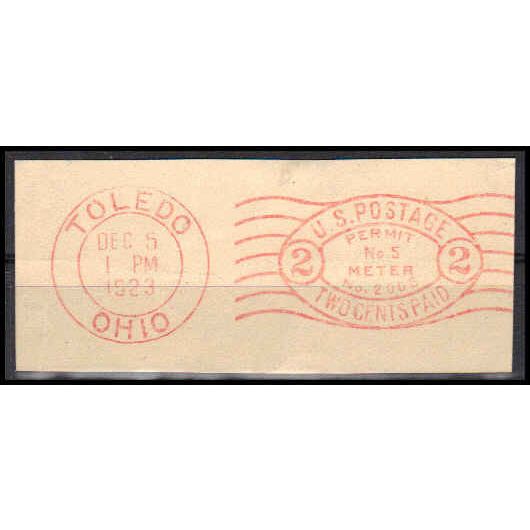 TOLEDO
DEC 5
1 PM
1923
OHIO
U.S. POSTAGE
PERMIT
No 5
METER
2 2
TWO CENTS PAID